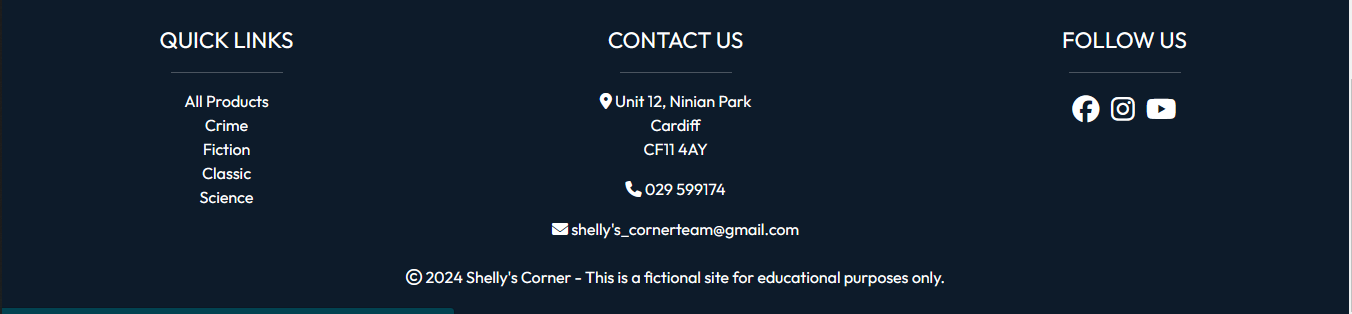 QUICK LINKS
All Products
Crime
Fiction
Classic
Science
CONTACT US
Unit 12, Ninian Park
Cardiff
CF11 4AY
029 599174
shelly's_cornerteam@gmail.com
FOLLOW US
© 2024 Shelly's Corner - This is a fictional site for educational purposes only.